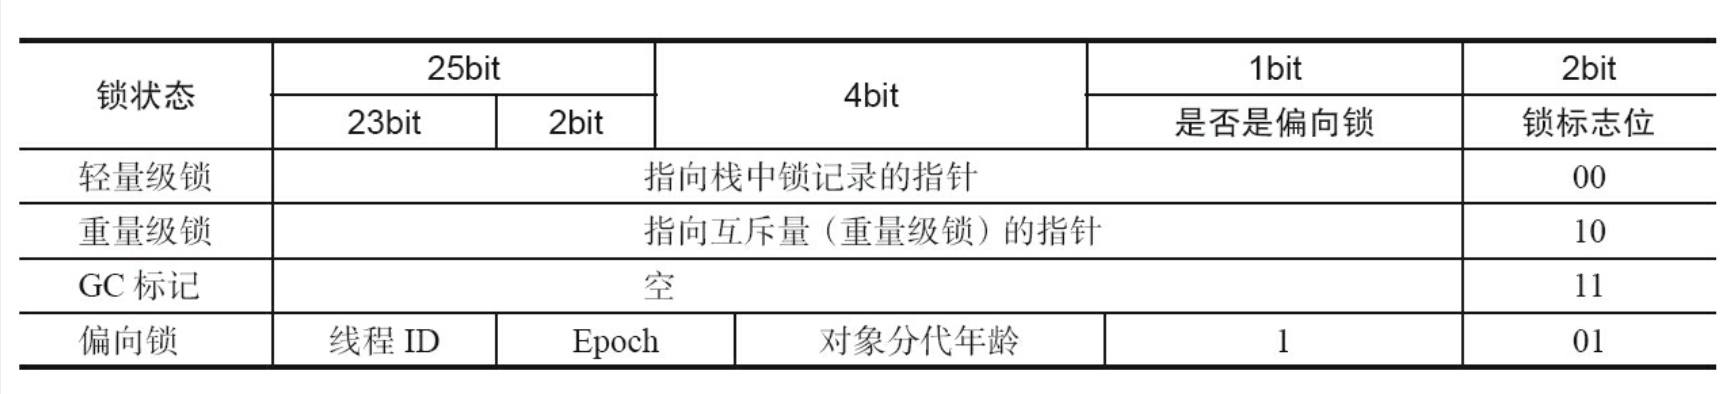 锁状态 25bit 4bit 1bit 2bit
23bit 2bit 是否是偏向锁 锁标志位
轻量级锁 指向栈中锁记录的指针 00
重量级锁 指向互斥量（重量级锁）的指针 10
GC 标记 空 11
偏向锁 线程 ID Epoch 对象分代年龄 1 01